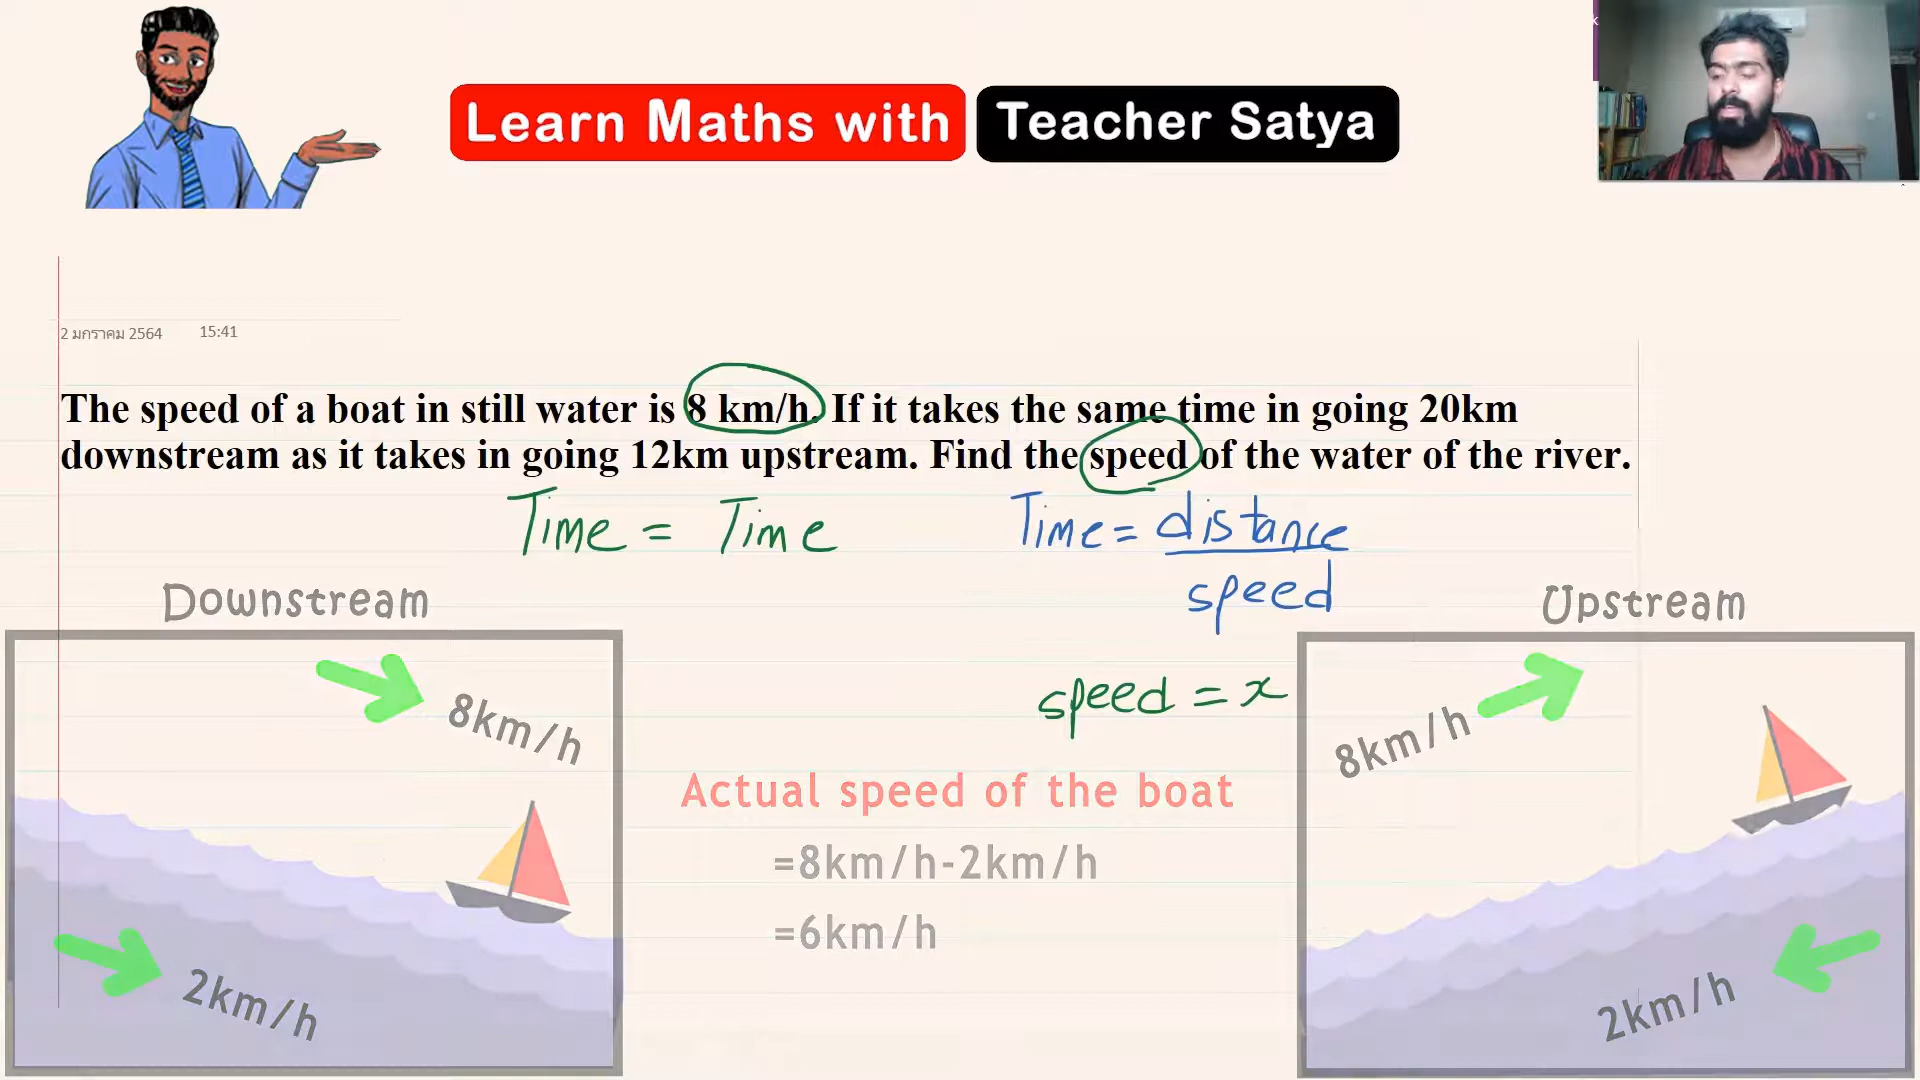 Learn Maths with Teacher Satya
2 มกราคม 2564 15:41
The speed of a boat in still water is 8 km/h. If it takes the same time in going 20km
downstream as it takes in going 12km upstream. Find the speed of the water of the river.
Time = Time
Time = distance
speed
Downstream
Upstream
speed = x
8km/h
8km/h
Actual speed of the boat
=8km/h-2km/h
=6km/h
2km/h
2km/h